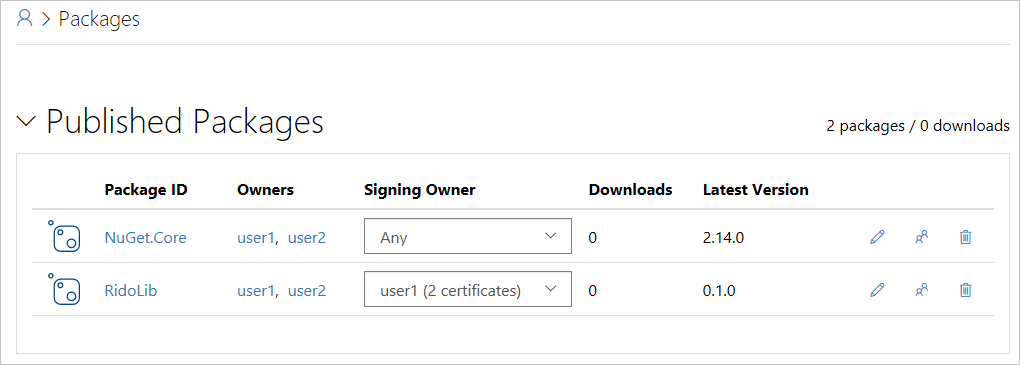 Packages
Published Packages
2 packages / 0 downloads
Package ID Owners Signing Owner Downloads Latest Version
NuGet.Core user1, user2 Any 0 2.14.0
RidoLib user1, user2 user1 (2 certificates) 0 0.1.0